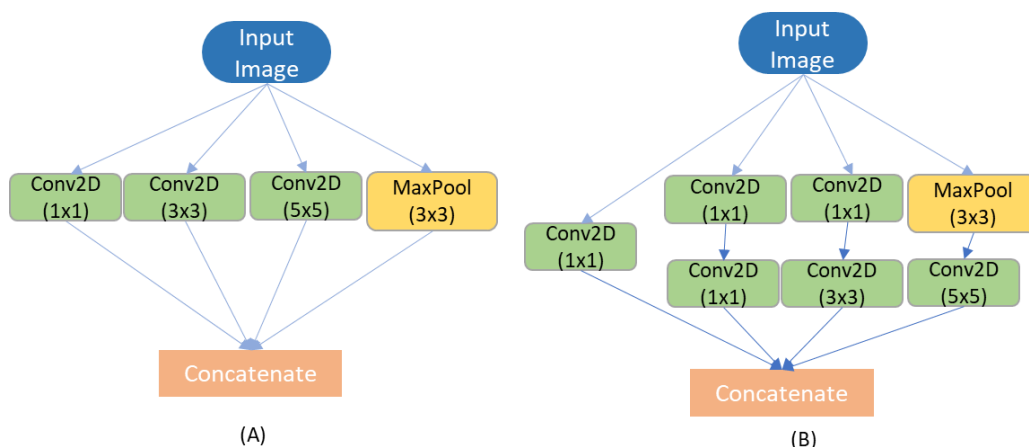 Input
Image
Conv2D
(1x1)
Conv2D
(3x3)
Conv2D
(5x5)
MaxPool
(3x3)
Concatenate
(A)
Input
Image
Conv2D
(1x1)
Conv2D
(1x1)
Conv2D
(1x1)
MaxPool
(3x3)
Conv2D
(1x1)
Conv2D
(3x3)
Conv2D
(5x5)
Concatenate
(B)